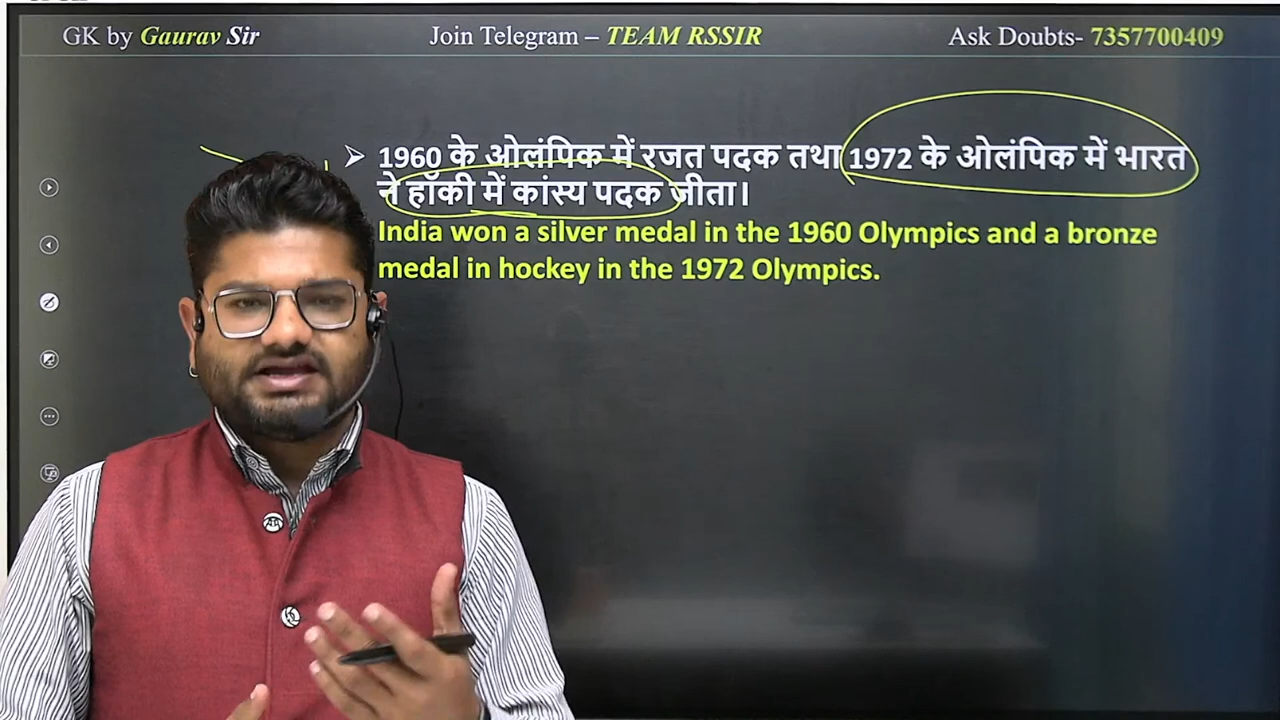 GK by Gaurav Sir
Join Telegram – TEAM RSSIR
Ask Doubts- 7357700409
➢ 1960 के ओलंपिक में रजत पदक तथा 1972 के ओलंपिक में भारत
ने हॉकी में कांस्य पदक जीता।
India won a silver medal in the 1960 Olympics and a bronze
medal in hockey in the 1972 Olympics.